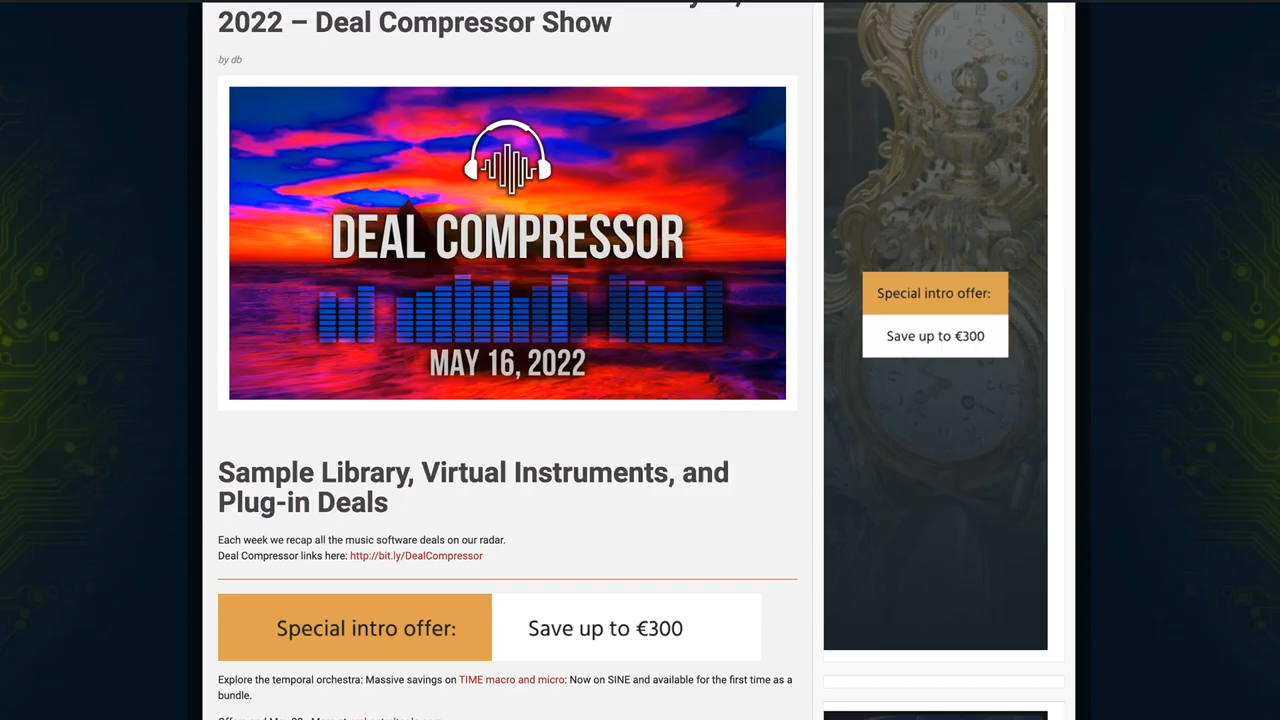 2022 – Deal Compressor Show
by db
DEAL COMPRESSOR
MAY 16, 2022
Sample Library, Virtual Instruments, and
Plug-in Deals
Each week we recap all the music software deals on our radar.
Deal Compressor links here: http://bit.ly/DealCompressor
Special intro offer: Save up to €300
Explore the temporal orchestra: Massive savings on TIME macro and micro: Now on SINE and available for the first time as a
bundle.
Special intro offer:
Save up to €300